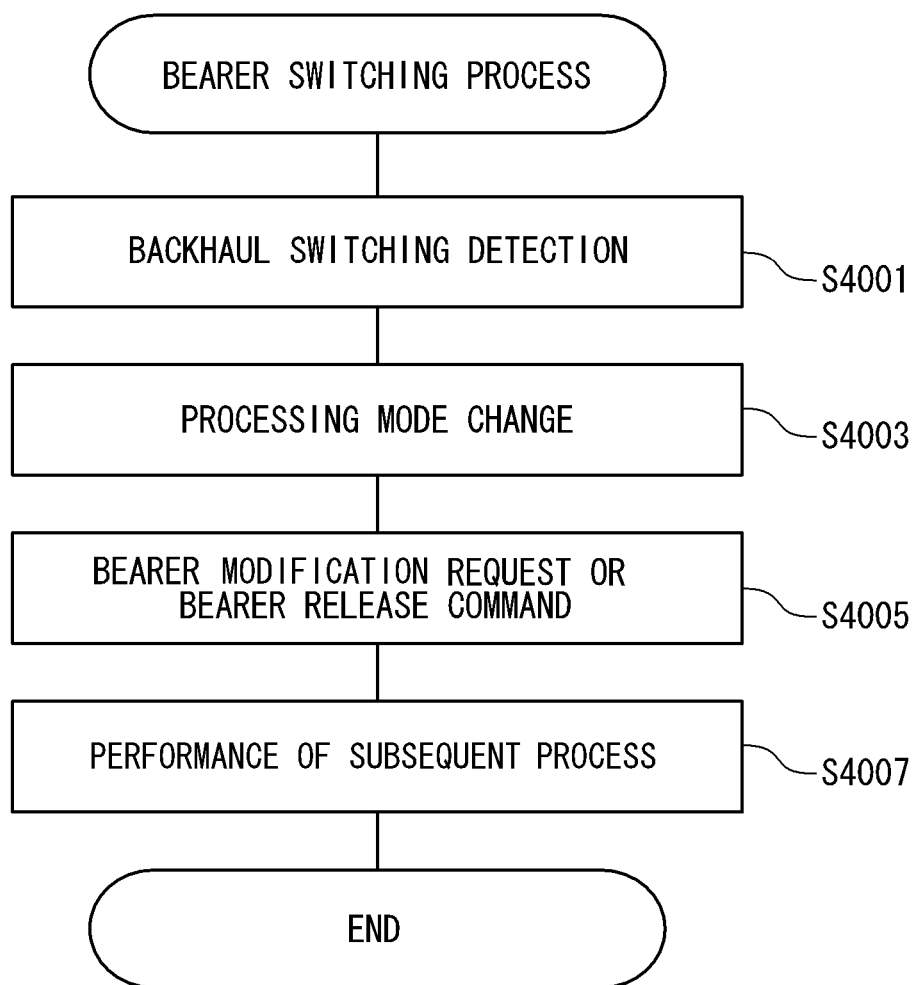 BEARER SWITCHING PROCESS
BACKHAUL SWITCHING DETECTION
S4001
PROCESSING MODE CHANGE
S4003
BEARER MODIFICATION REQUEST OR
BEARER RELEASE COMMAND
S4005
PERFORMANCE OF SUBSEQUENT PROCESS
S4007
END